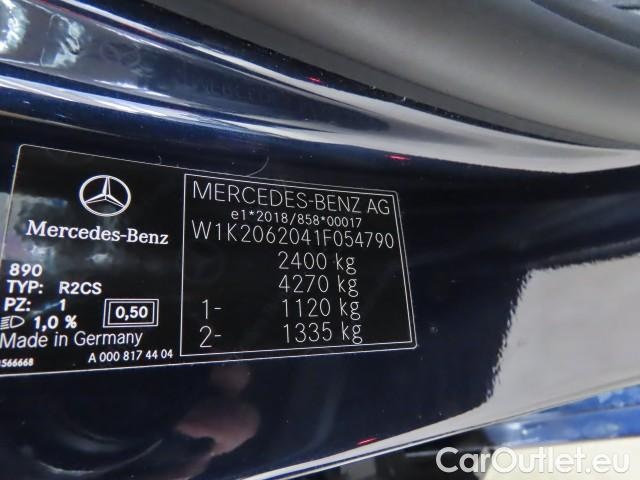 Mercedes-Benz
890
TYP: R2CS
PZ: 1
1,0 % 0,50
Made in Germany
566668 A 000 817 44 04
MERCEDES-BENZ AG
e1*2018/858*00017
W1K2062041F054790
2400 kg
4270 kg
1- 1120 kg
2- 1335 kg
CarOutlet.eu